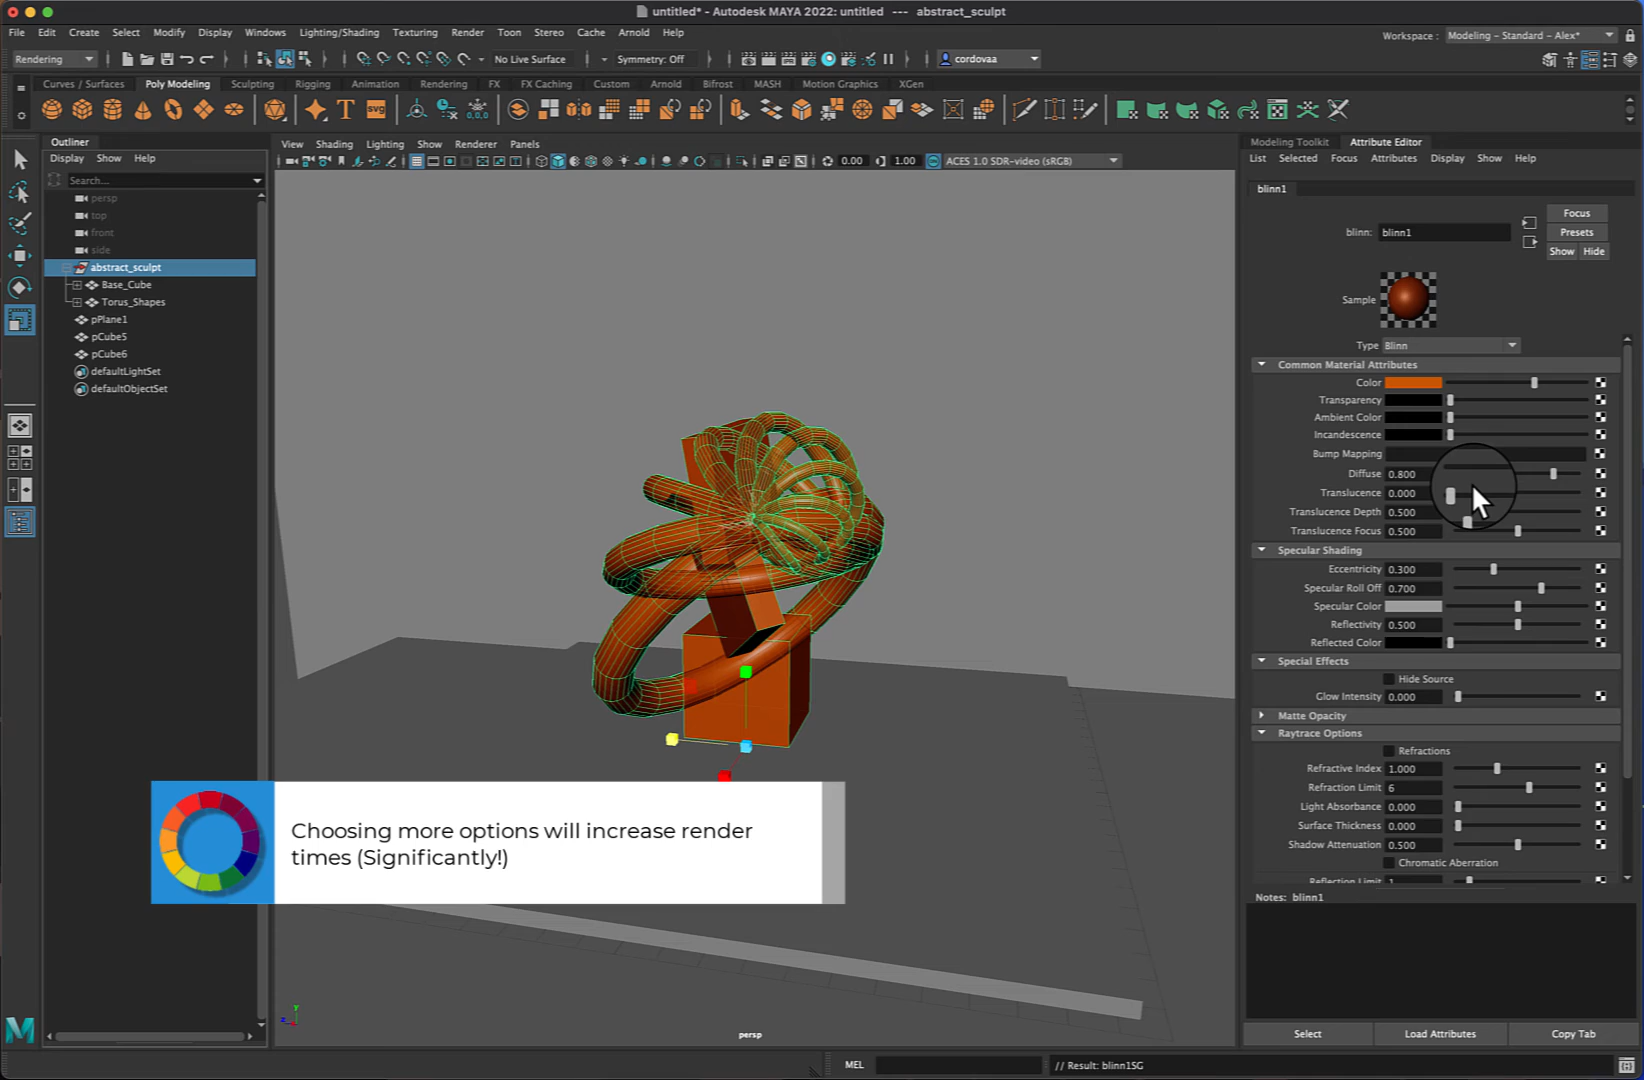 untitled* - Autodesk MAYA 2022: untitled --- abstract_sculpt
File Edit Create Select Modify Display Windows Lighting/Shading Texturing Render Toon Stereo Cache Arnold Help
Workspace : Modeling - Standard - Alex*
Rendering No Live Surface Symmetry: Off cordovaa
Curves / Surfaces Poly Modeling Sculpting Rigging Animation Rendering FX FX Caching Custom Arnold Bifrost MASH Motion Graphics XGen
T svg 0,0,0
Outliner
Display Show Help
Search...
persp
top
front
side
abstract_sculpt
Base_Cube
Torus_Shapes
pPlane1
pCube5
pCube6
defaultLightSet
defaultObjectSet
View Shading Lighting Show Renderer Panels
0.00 1.00 ACES 1.0 SDR-video (sRGB)
persp
Choosing more options will increase render
times (Significantly!)
Modeling Toolkit Attribute Editor
List Selected Focus Attributes Display Show Help
blinn1
blinn: blinn1
Focus
Presets
Show Hide
Sample
Type Blinn
Common Material Attributes
Color
Transparency
Ambient Color
Incandescence
Bump Mapping
Diffuse 0.800
Translucence 0.000
Translucence Depth 0.500
Translucence Focus 0.500
Specular Shading
Eccentricity 0.300
Specular Roll Off 0.700
Specular Color
Reflectivity 0.500
Reflected Color
Special Effects
Hide Source
Glow Intensity 0.000
Matte Opacity
Raytrace Options
Refractions
Refractive Index 1.000
Refraction Limit 6
Light Absorbance 0.000
Surface Thickness 0.000
Shadow Attenuation 0.500
Chromatic Aberration
Reflection Limit 1
Notes: blinn1
Select Load Attributes Copy Tab
M MEL // Result: blinn1SG